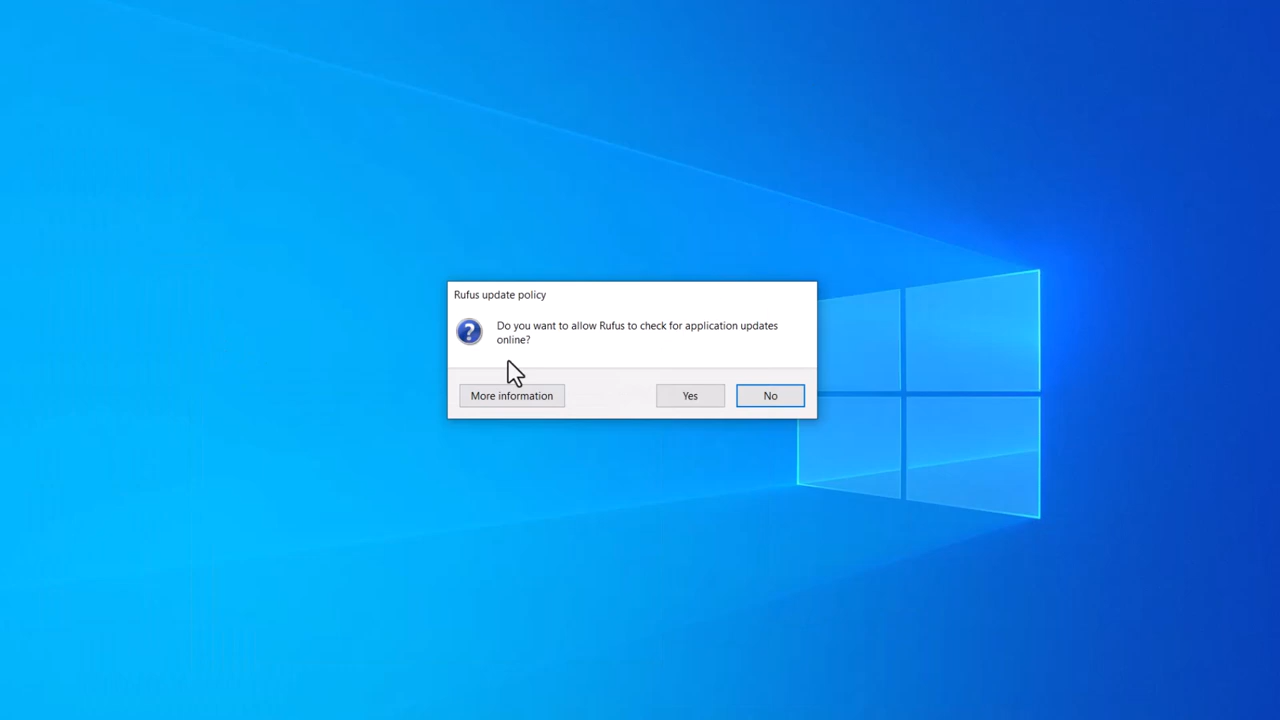 Rufus update policy
Do you want to allow Rufus to check for application updates
online?
More information
Yes
No